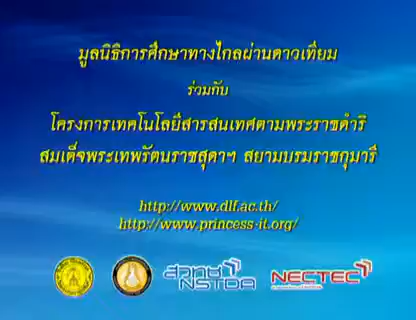 มูลนิธิการศึกษาทางไกลผ่านดาวเทียม
ร่วมกับ
โครงการเทคโนโลยีสารสนเทศตามพระราชดำริ
สมเด็จพระเทพรัตนราชสุดาฯ สยามบรมราชกุมารี
http://www.dlf.ac.th/
http://www.princess-it.org/
สวทช
NSTDA
NECTEC